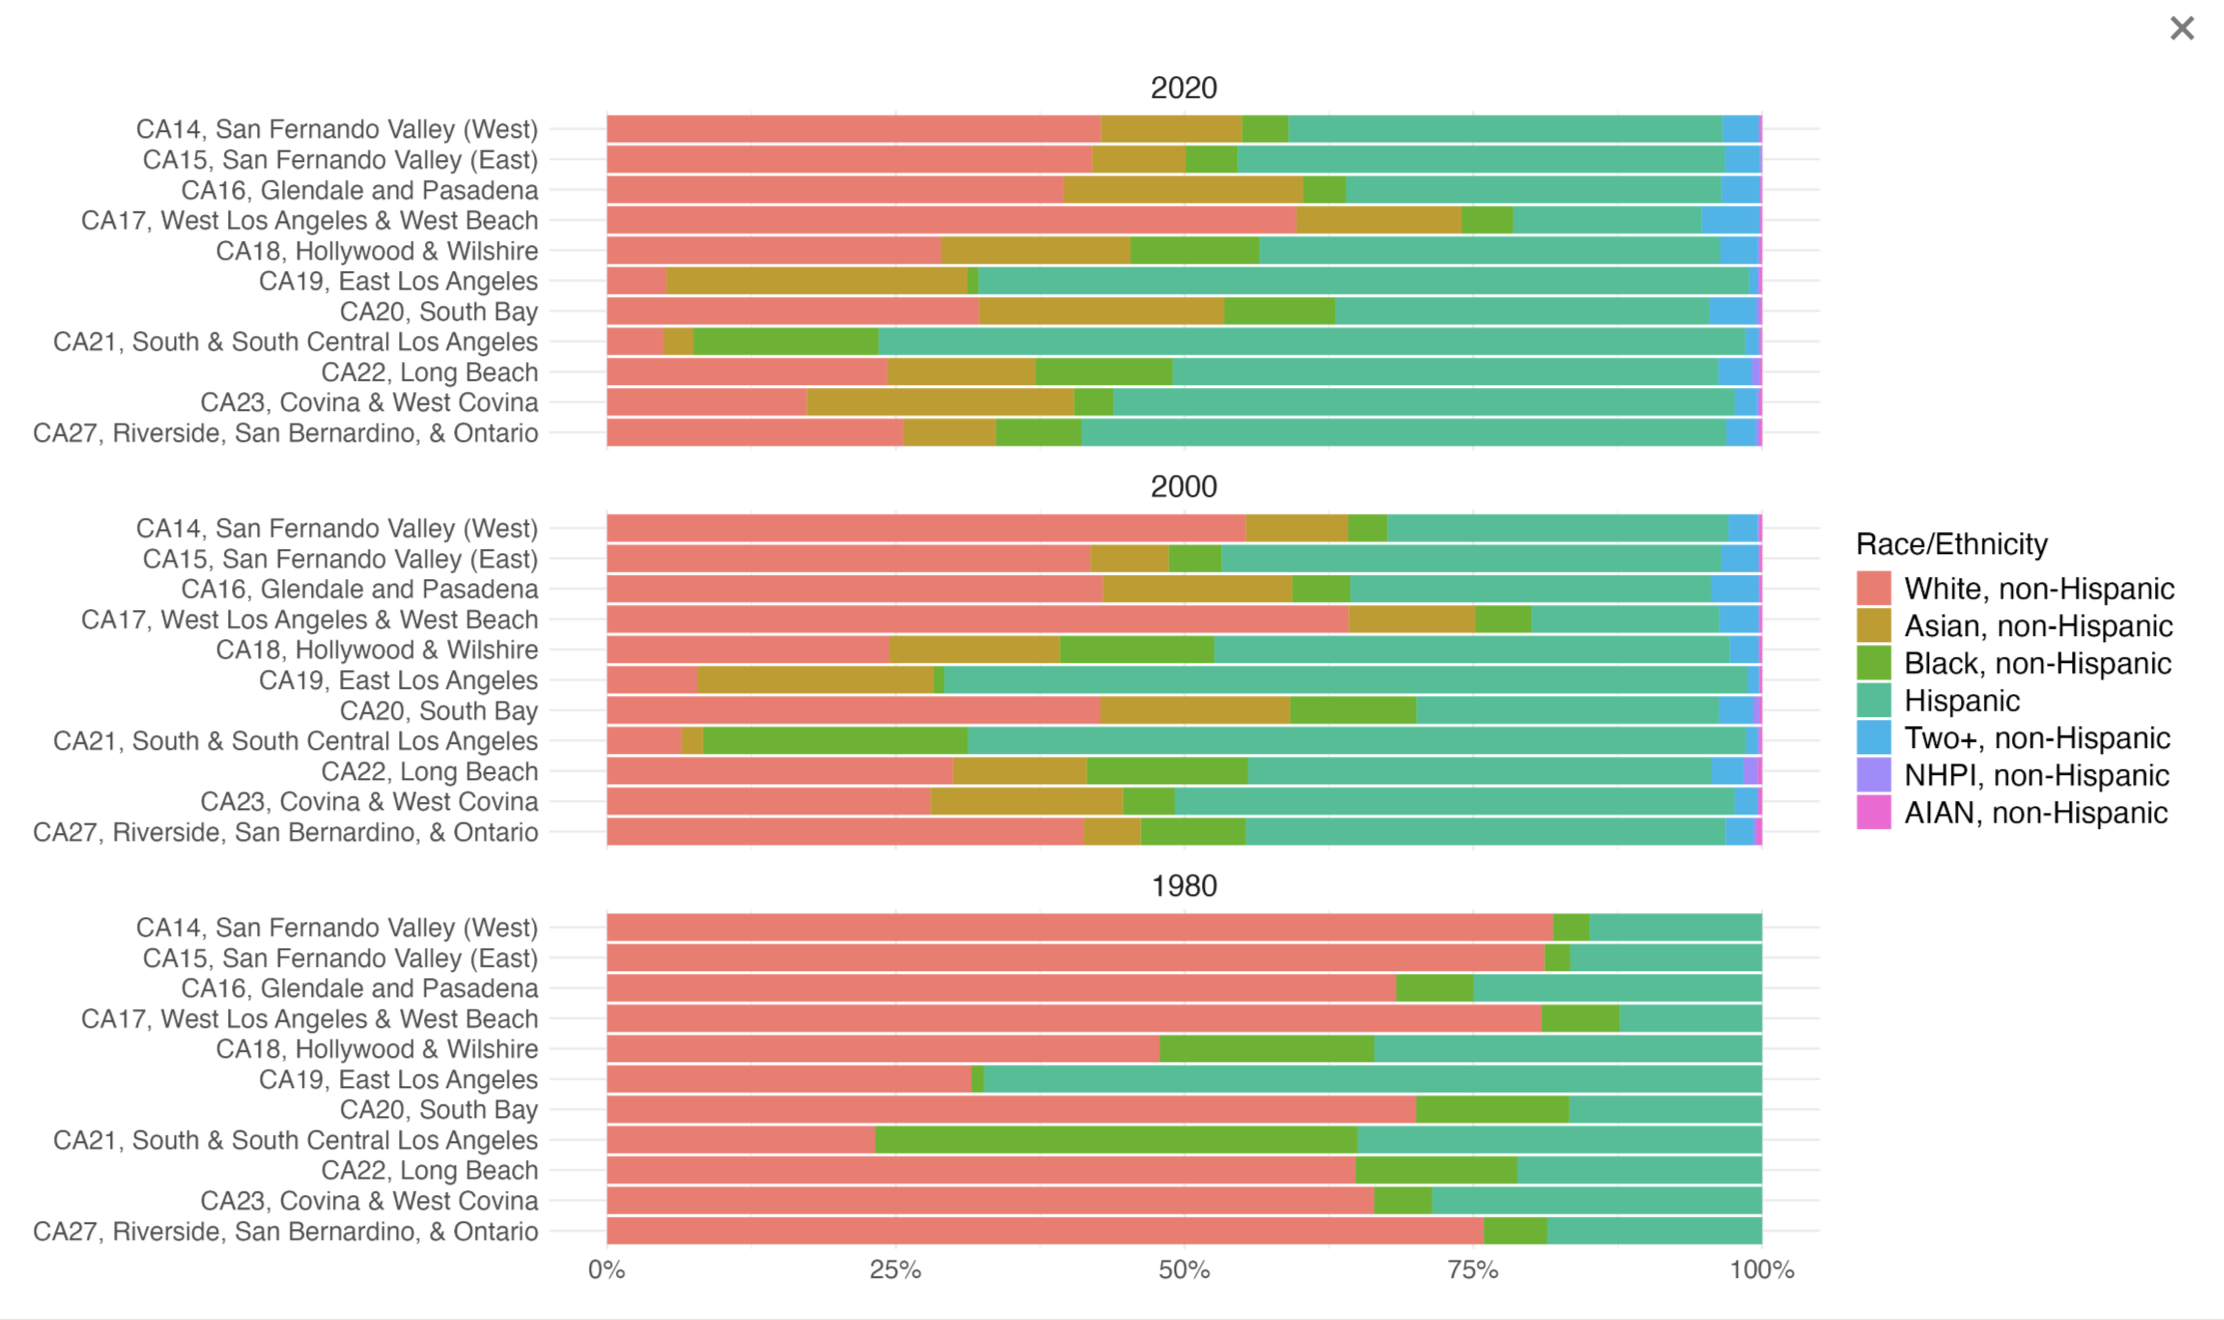 2020
CA14, San Fernando Valley (West)
CA15, San Fernando Valley (East)
CA16, Glendale and Pasadena
CA17, West Los Angeles & West Beach
CA18, Hollywood & Wilshire
CA19, East Los Angeles
CA20, South Bay
CA21, South & South Central Los Angeles
CA22, Long Beach
CA23, Covina & West Covina
CA27, Riverside, San Bernardino, & Ontario
2000
CA14, San Fernando Valley (West)
CA15, San Fernando Valley (East)
CA16, Glendale and Pasadena
CA17, West Los Angeles & West Beach
CA18, Hollywood & Wilshire
CA19, East Los Angeles
CA20, South Bay
CA21, South & South Central Los Angeles
CA22, Long Beach
CA23, Covina & West Covina
CA27, Riverside, San Bernardino, & Ontario
1980
CA14, San Fernando Valley (West)
CA15, San Fernando Valley (East)
CA16, Glendale and Pasadena
CA17, West Los Angeles & West Beach
CA18, Hollywood & Wilshire
CA19, East Los Angeles
CA20, South Bay
CA21, South & South Central Los Angeles
CA22, Long Beach
CA23, Covina & West Covina
CA27, Riverside, San Bernardino, & Ontario
0% 25% 50% 75% 100%
Race/Ethnicity
White, non-Hispanic
Asian, non-Hispanic
Black, non-Hispanic
Hispanic
Two+, non-Hispanic
NHPI, non-Hispanic
AIAN, non-Hispanic